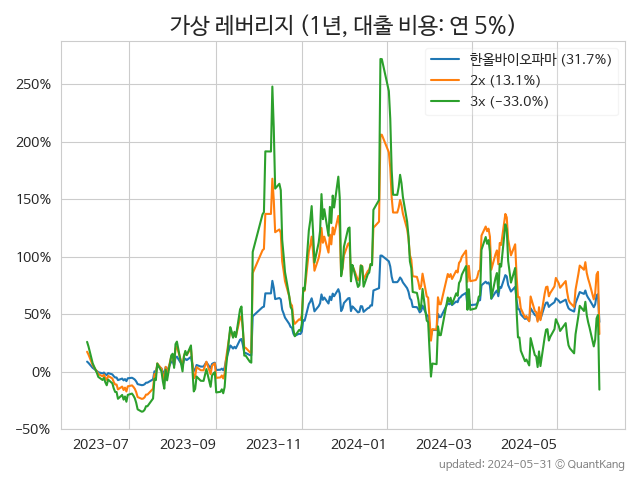 가상 레버리지 (1년, 대출 비용: 연 5%)
한올바이오파마 (31.7%)
2x (13.1%)
3x (−33.0%)
250%
200%
150%
100%
50%
0%
−50%
2023-07 2023-09 2023-11 2024-01 2024-03 2024-05
updated: 2024-05-31 © QuantKang